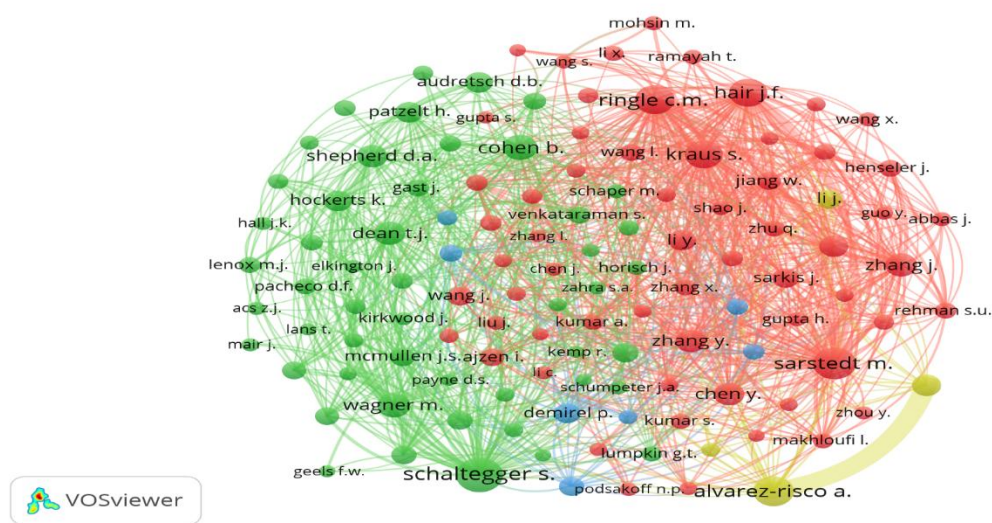 mohsin m.
wang s.
li x.
ramayah t.
audretsch d.b.
ringle c.m.
hair j.f.
patzelt h.
gupta s.
wang x.
cohen b.
wang l.
kraus s.
shepherd d.a.
henseler j.
gast j.
schaper m.
jiang w.
hockerts k.
li j.
shao j.
guo y.
abbas j.
venkataraman s.
hall j.k.
dean t.j.
zhang l.
li y.
zhu q.
lenox m.j.
elkington j.
chen j.
horisch j.
zhang j.
sarkis j.
pacheco d.f.
zahra s.a.
zhang x.
wang j.
acs z.j.
rehman s.u.
lans t.
kirkwood j.
liu j.
kumar a.
gupta h.
mair j.
zhang y.
mcmullen j.s.
ajzen i.
kemp r.
sarstedt m.
li c.
payne d.s.
schumpeter j.a.
chen y.
wagner m.
demirel p.
kumar s.
zhou y.
makhloufi l.
lumpkin g.t.
geels f.w.
schaltegger s.
podsakoff n.p.
alvarez-risco a.
VOSviewer